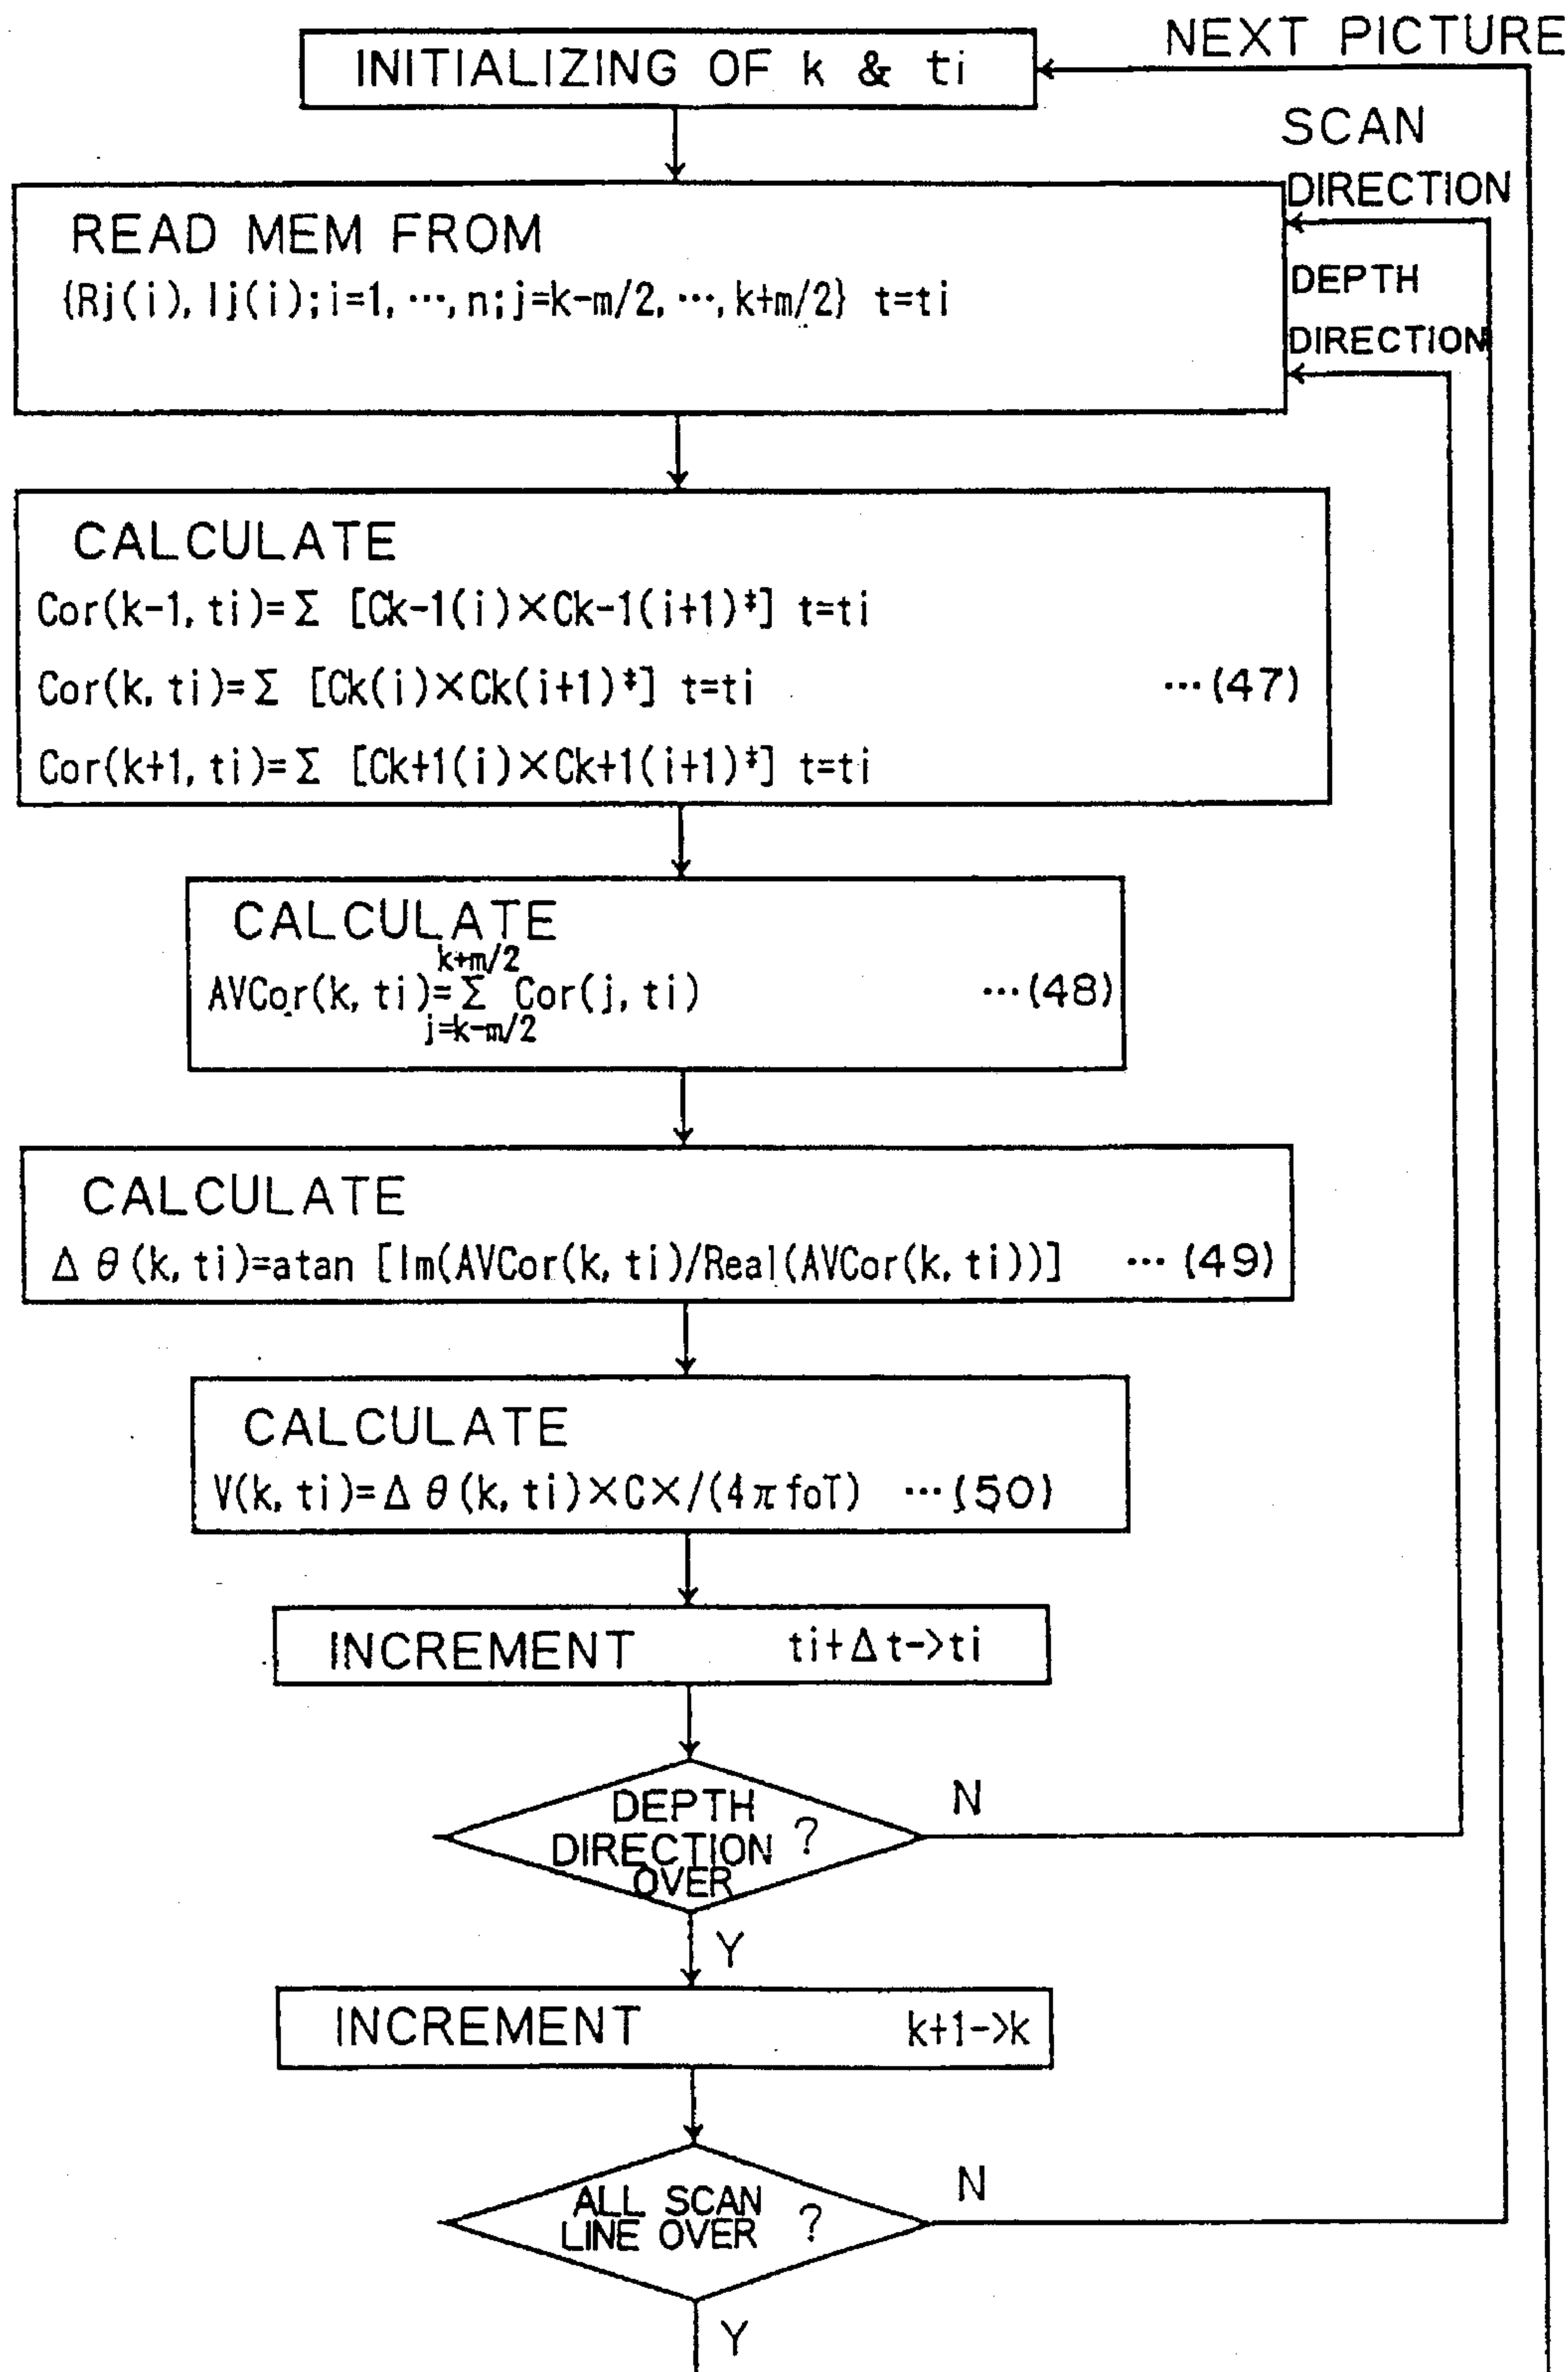 NEXT PICTURE
INITIALIZING OF k & ti
SCAN
DIRECTION
READ MEM FROM
{Rj(i), Ij(i);i=1, ···, n;j=k-m/2, ···, k+m/2} t=ti
DEPTH
DIRECTION
CALCULATE
Cor(k-1, ti)=Σ [Ck-1(i)×Ck-1(i+1)*] t=ti
Cor(k, ti)=Σ [Ck(i)×Ck(i+1)*] t=ti ···(47)
Cor(k+1, ti)=Σ [Ck+1(i)×Ck+1(i+1)*] t=ti
CALCULATE
k+m/2
AVCor(k, ti)=Σ Cor(j, ti) ···(48)
j=k-m/2
CALCULATE
Δθ(k, ti)=atan [Im(AVCor(k, ti)/Real(AVCor(k, ti))] ···(49)
CALCULATE
V(k, ti)=Δθ(k, ti)×C×/(4πfoT) ···(50)
INCREMENT ti+Δt->ti
DEPTH
DIRECTION ?
OVER
N
Y
INCREMENT k+1->k
ALL SCAN
LINE OVER ?
N
Y